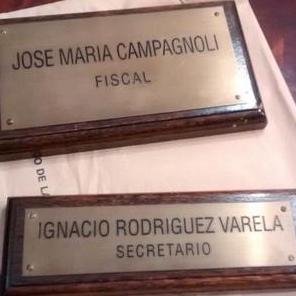 JOSE MARIA CAMPAGNOLI
FISCAL
IGNACIO RODRIGUEZ VARELA
SECRETARIO